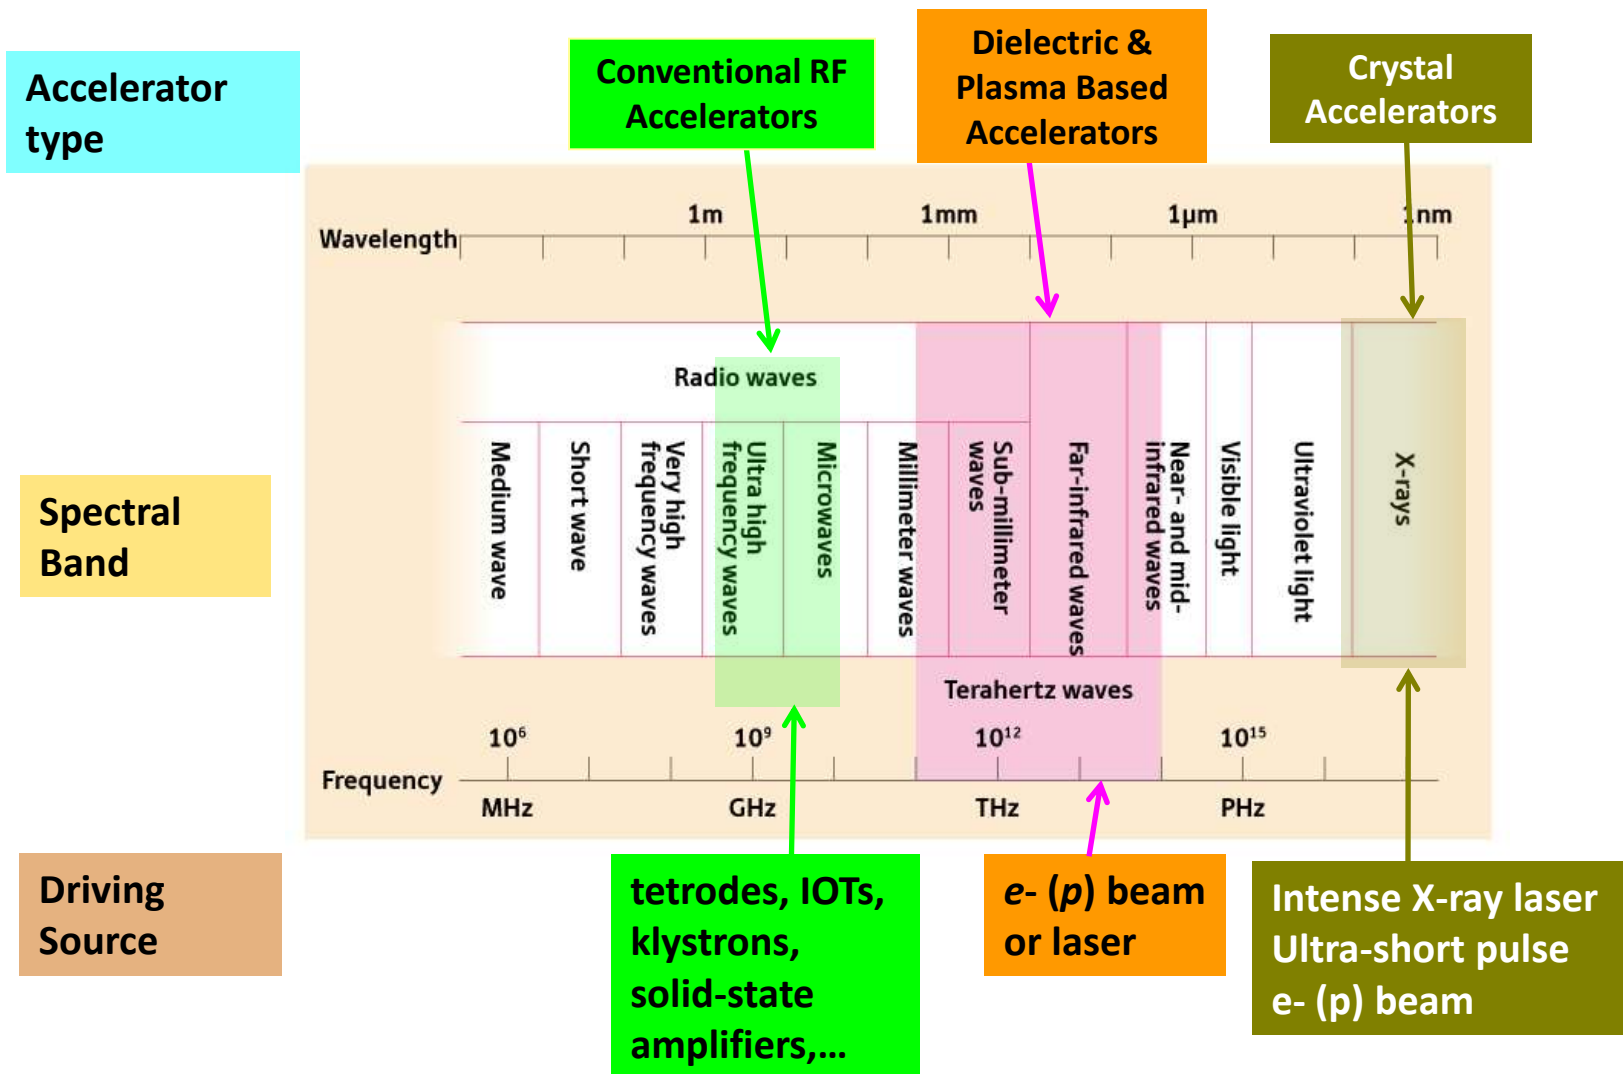 Accelerator
type
Conventional RF
Accelerators
Dielectric &
Plasma Based
Accelerators
Crystal
Accelerators
Wavelength
1m
1mm
1µm
1nm
Spectral
Band
Radio waves
Medium wave
Short wave
Very high
frequency waves
Ultra high
frequency waves
Microwaves
Millimeter waves
Sub-millimeter
waves
Far-infrared waves
Near- and mid-
infrared waves
Visible light
Ultraviolet light
X-rays
Terahertz waves
10⁶
10⁹
10¹²
10¹⁵
Frequency
MHz
GHz
THz
PHz
Driving
Source
tetrodes, IOTs,
klystrons,
solid-state
amplifiers,...
e- (p) beam
or laser
Intense X-ray laser
Ultra-short pulse
e- (p) beam